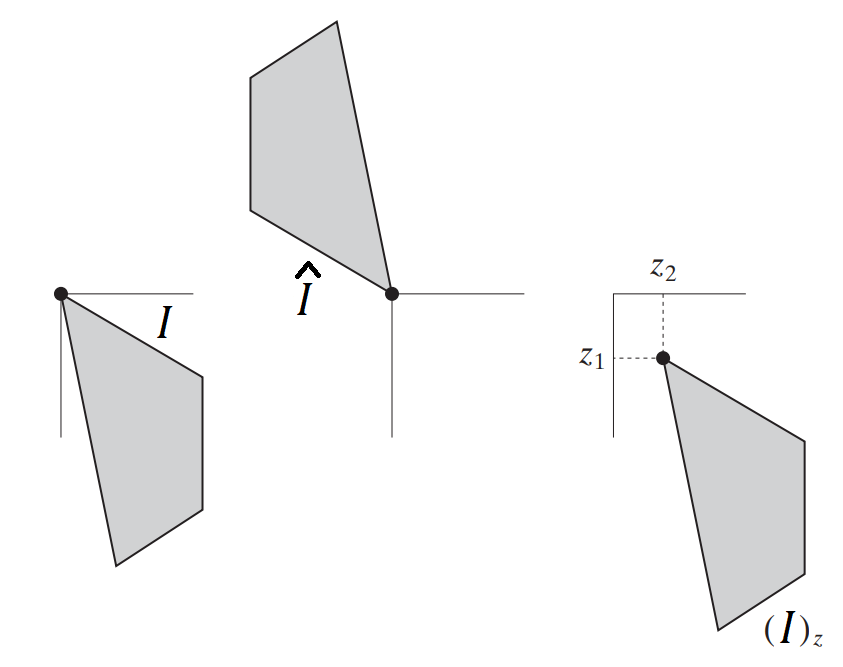 I
Î
z₂
z₁
(I)z